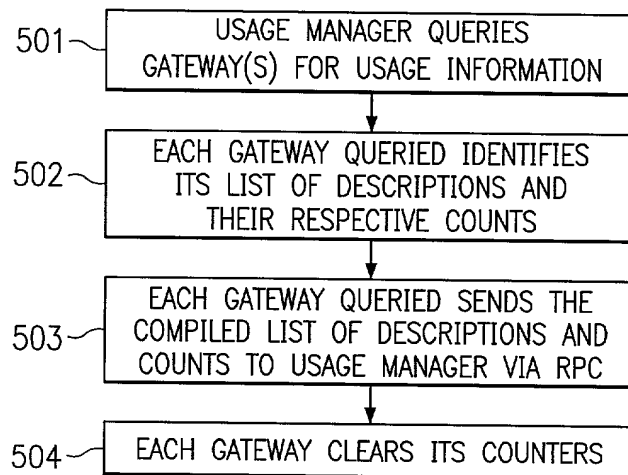 501
USAGE MANAGER QUERIES
GATEWAY(S) FOR USAGE INFORMATION
502
EACH GATEWAY QUERIED IDENTIFIES
ITS LIST OF DESCRIPTIONS AND
THEIR RESPECTIVE COUNTS
503
EACH GATEWAY QUERIED SENDS THE
COMPILED LIST OF DESCRIPTIONS AND
COUNTS TO USAGE MANAGER VIA RPC
504
EACH GATEWAY CLEARS ITS COUNTERS